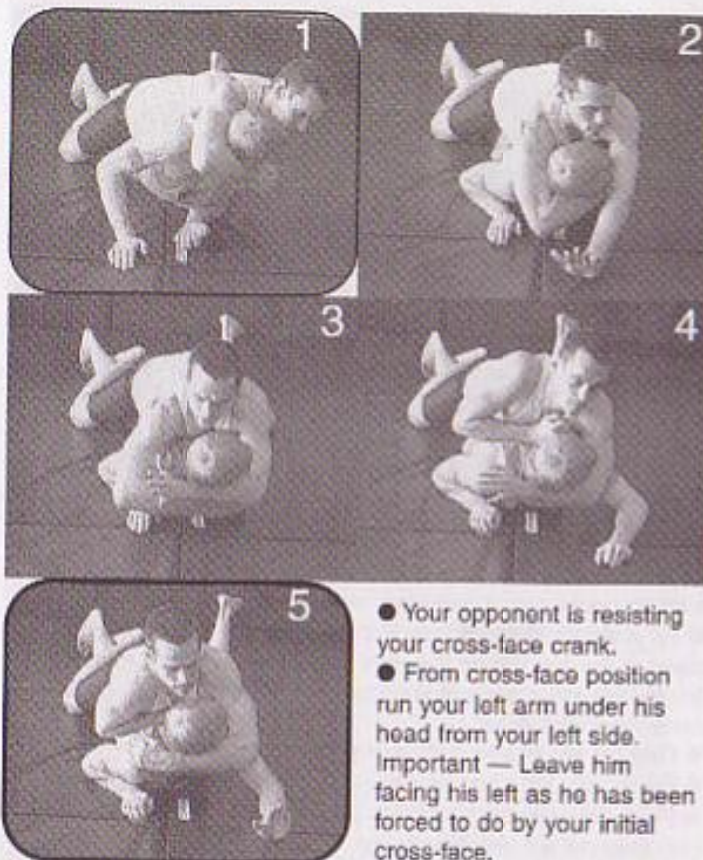 1
2
3
4
5
● Your opponent is resisting
your cross-face crank.
● From cross-face position
run your left arm under his
head from your left side.
Important — Leave him
facing his left as he has been
forced to do by your initial
cross-face.